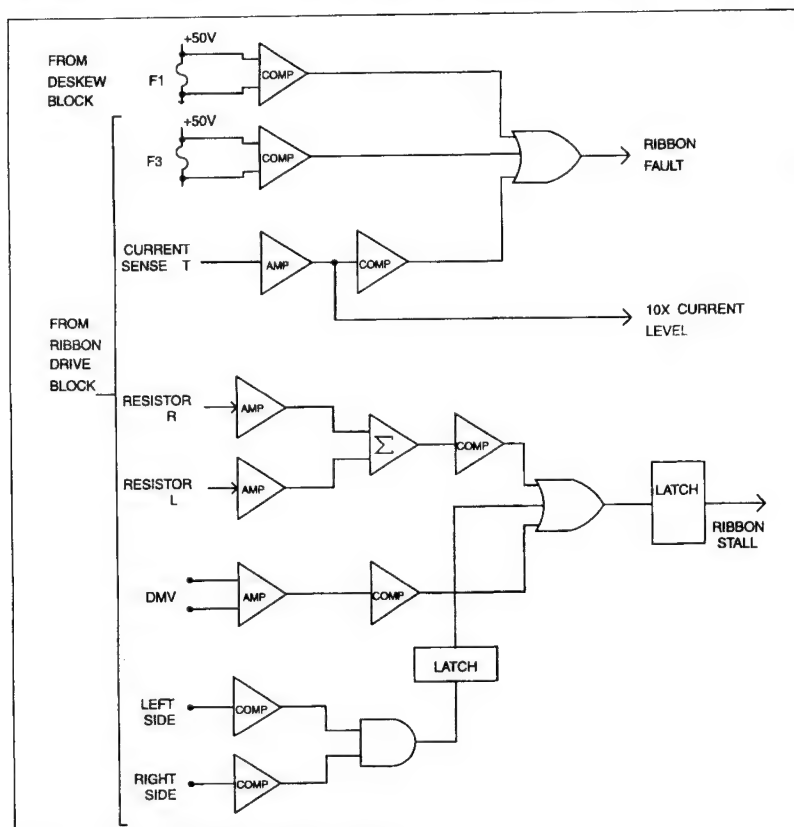 +50V
FROM
DESKEW
BLOCK
F1
COMP
+50V
F3
COMP
RIBBON
FAULT
CURRENT
SENSE T
AMP
COMP
10X CURRENT
LEVEL
FROM
RIBBON
DRIVE
BLOCK
RESISTOR
R
AMP
Σ
COMP
RESISTOR
L
AMP
LATCH
RIBBON
STALL
DMV
AMP
COMP
LATCH
LEFT
SIDE
COMP
RIGHT
SIDE
COMP